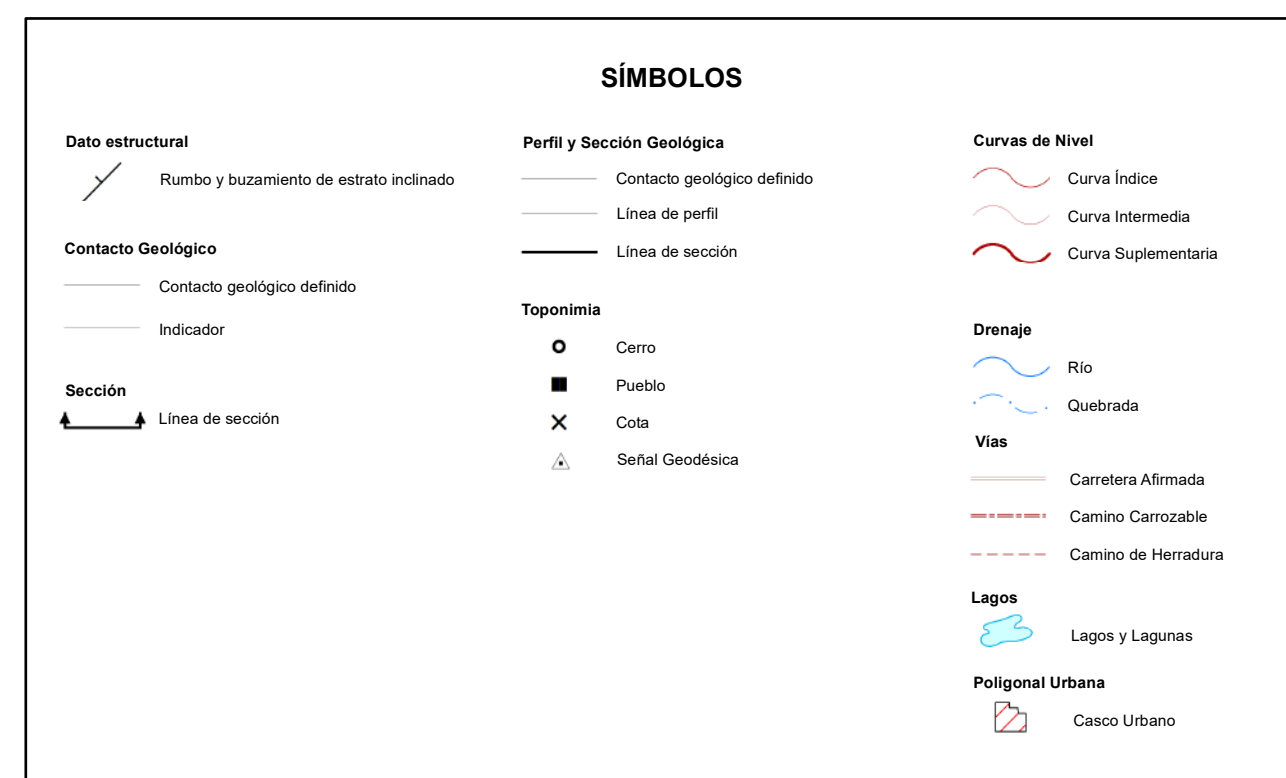 SÍMBOLOS
Dato estructural
Rumbo y buzamiento de estrato inclinado
Contacto Geológico
Contacto geológico definido
Indicador
Sección
Línea de sección
Perfil y Sección Geológica
Contacto geológico definido
Línea de perfil
Línea de sección
Toponimia
Cerro
Pueblo
Cota
Señal Geodésica
Curvas de Nivel
Curva Índice
Curva Intermedia
Curva Suplementaria
Drenaje
Río
Quebrada
Vías
Carretera Afirmada
Camino Carrozable
Camino de Herradura
Lagos
Lagos y Lagunas
Poligonal Urbana
Casco Urbano